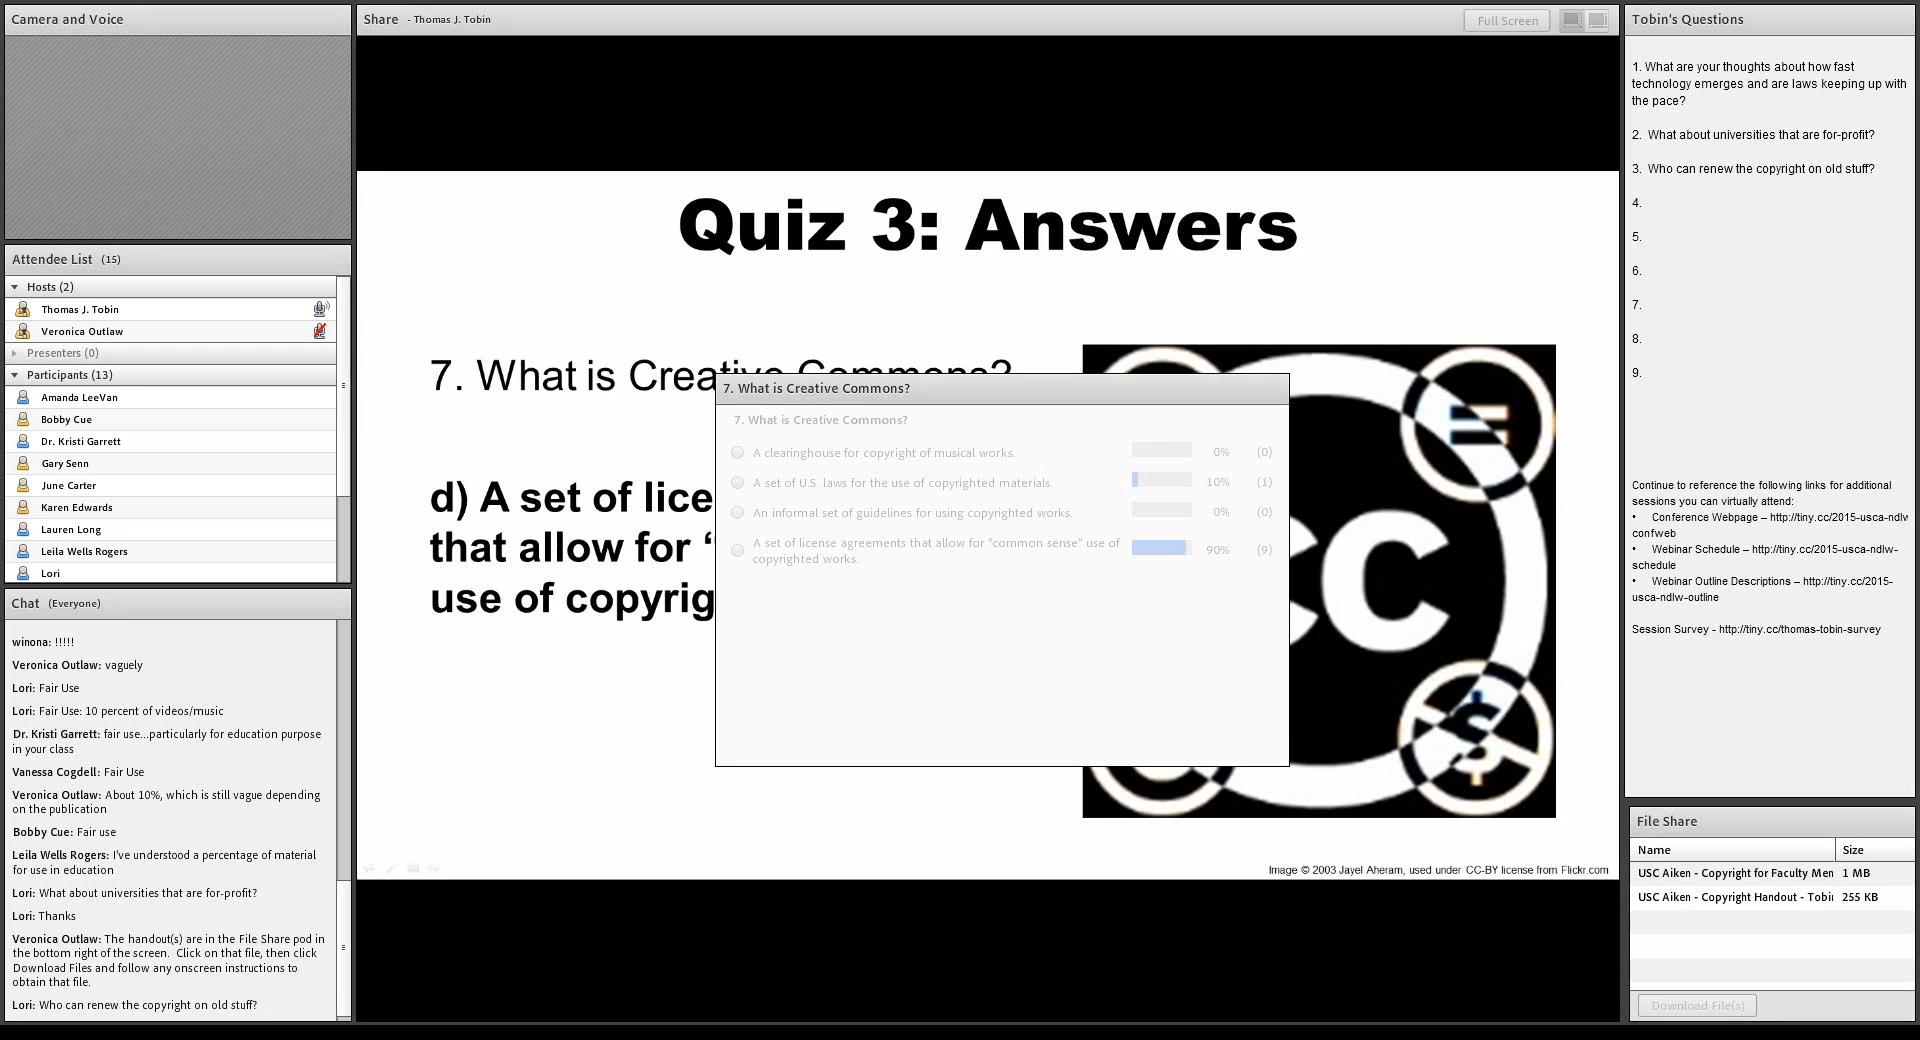 Camera and Voice
Attendee List (15)
Hosts (2)
Thomas J. Tobin
Veronica Outlaw
Presenters (0)
Participants (13)
Amanda LeeVan
Bobby Cue
Dr. Kristi Garrett
Gary Senn
June Carter
Karen Edwards
Lauren Long
Leila Wells Rogers
Lori
Chat (Everyone)
winona: !!!!!
Veronica Outlaw: vaguely
Lori: Fair Use
Lori: Fair Use: 10 percent of videos/music
Dr. Kristi Garrett: fair use...particularly for education purpose
in your class
Vanessa Cogdell: Fair Use
Veronica Outlaw: About 10%, which is still vague depending
on the publication
Bobby Cue: Fair use
Leila Wells Rogers: I've understood a percentage of material
for use in education
Lori: What about universities that are for-profit?
Lori: Thanks
Veronica Outlaw: The handout(s) are in the File Share pod in
the bottom right of the screen. Click on that file, then click
Download Files and follow any onscreen instructions to
obtain that file.
Lori: Who can renew the copyright on old stuff?
Share - Thomas J. Tobin
Full Screen
Quiz 3: Answers
7. What is Creative Commons?
d) A set of lice
that allow for “
use of copyrig
7. What is Creative Commons?
7. What is Creative Commons?
A clearinghouse for copyright of musical works. 0% (0)
A set of U.S. laws for the use of copyrighted materials. 10% (1)
An informal set of guidelines for using copyrighted works. 0% (0)
A set of license agreements that allow for "common sense" use of
copyrighted works. 90% (9)
cc
=
$
Image © 2003 Jayel Aheram, used under CC-BY license from Flickr.com
Tobin's Questions
1. What are your thoughts about how fast
technology emerges and are laws keeping up with
the pace?
2. What about universities that are for-profit?
3. Who can renew the copyright on old stuff?
4.
5.
6.
7.
8.
9.
Continue to reference the following links for additional
sessions you can virtually attend:
• Conference Webpage – http://tiny.cc/2015-usca-ndlw-
confweb
• Webinar Schedule – http://tiny.cc/2015-usca-ndlw-
schedule
• Webinar Outline Descriptions – http://tiny.cc/2015-
usca-ndlw-outline
Session Survey - http://tiny.cc/thomas-tobin-survey
File Share
Name Size
USC Aiken - Copyright for Faculty Mem 1 MB
USC Aiken - Copyright Handout - Tobin 255 KB
Download File(s)